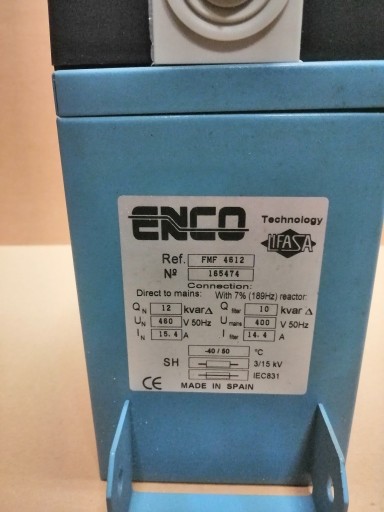 ENCO Technology
LIFASA
Ref. FMF 4612
Nº 165474
Connection:
Direct to mains: With 7% (189Hz) reactor
QN 12 kvar∆ Q filter 10 kvar ∆
UN 460 V 50Hz U mains 400 V 50Hz
IN 15.4 A I filter 14.4 A
-40/50 °C
SH 3/15 kV
IEC831
CE MADE IN SPAIN